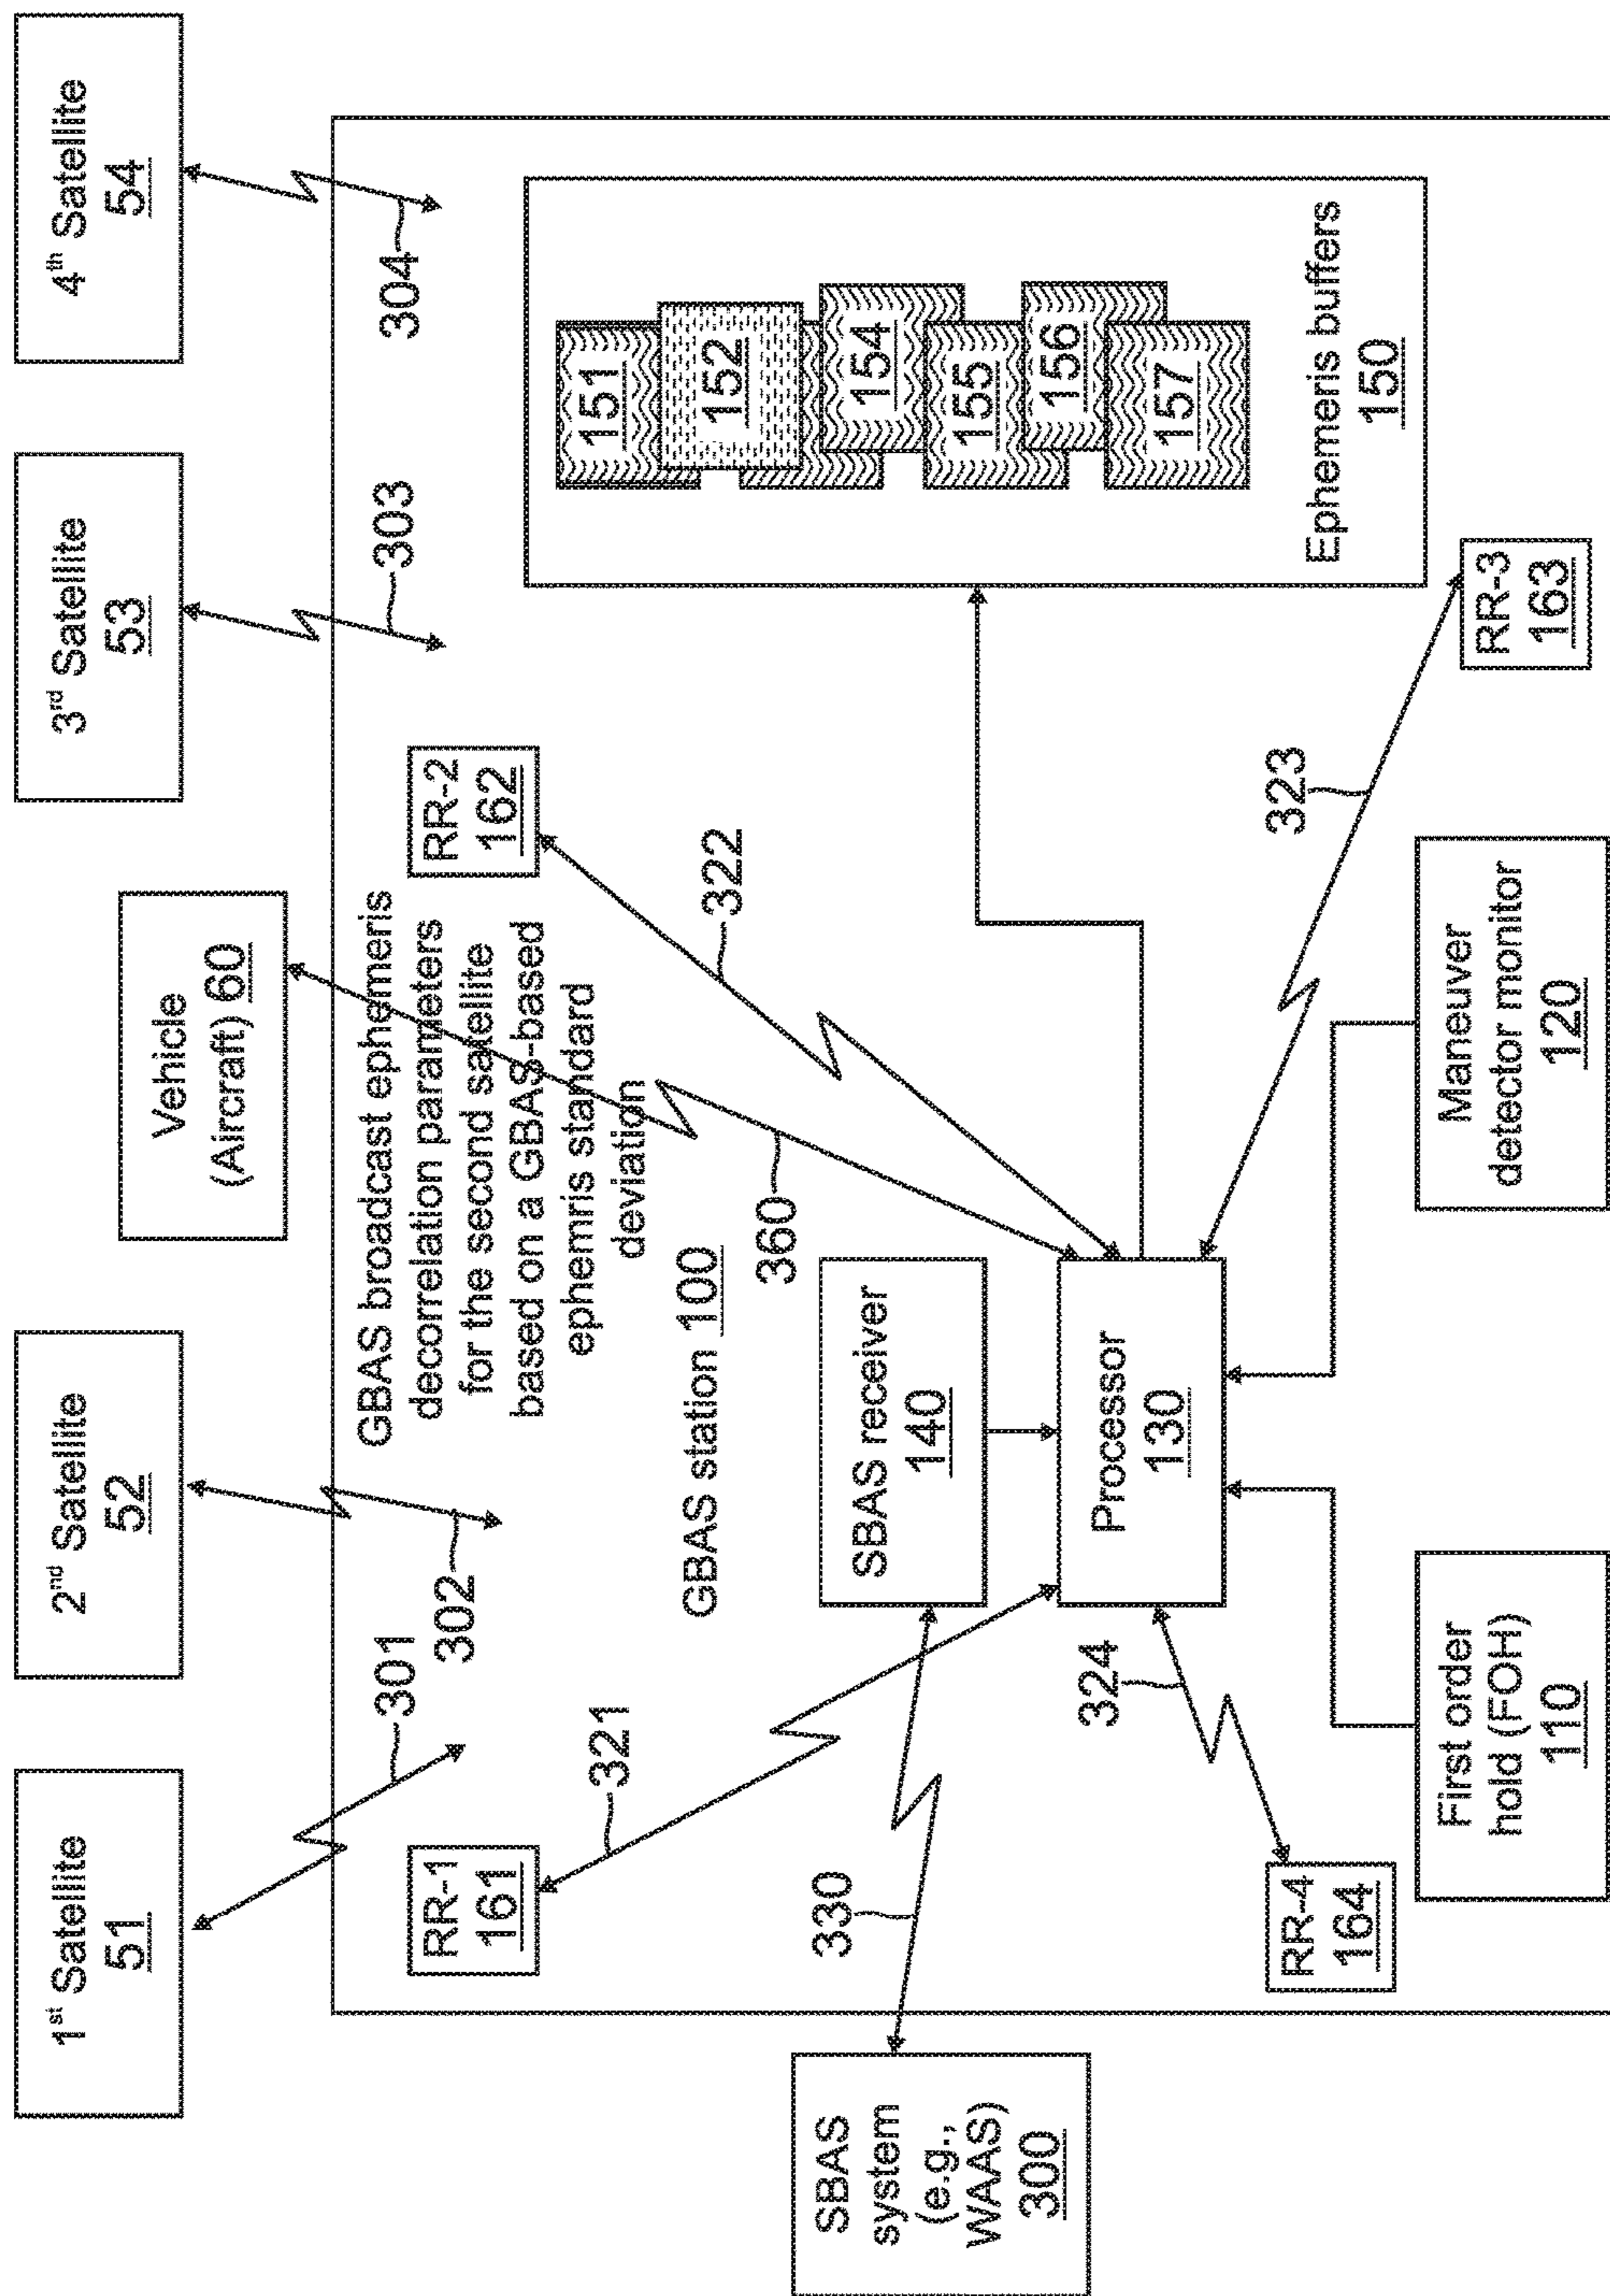 1st Satellite
51
2nd Satellite
52
Vehicle
(Aircraft) 60
3rd Satellite
53
4th Satellite
54
301
302
303
304
GBAS broadcast ephemeris
decorrelation parameters
for the second satellite
based on a GBAS-based
ephemris standard
deviation
RR-1
161
RR-2
162
321
322
360
GBAS station 100
SBAS
system
(e.g.,
WAAS)
300
330
SBAS receiver
140
Processor
130
151
152
154
155
156
157
Ephemeris buffers
150
324
323
RR-4
164
RR-3
163
First order
hold (FOH)
110
Maneuver
detector monitor
120